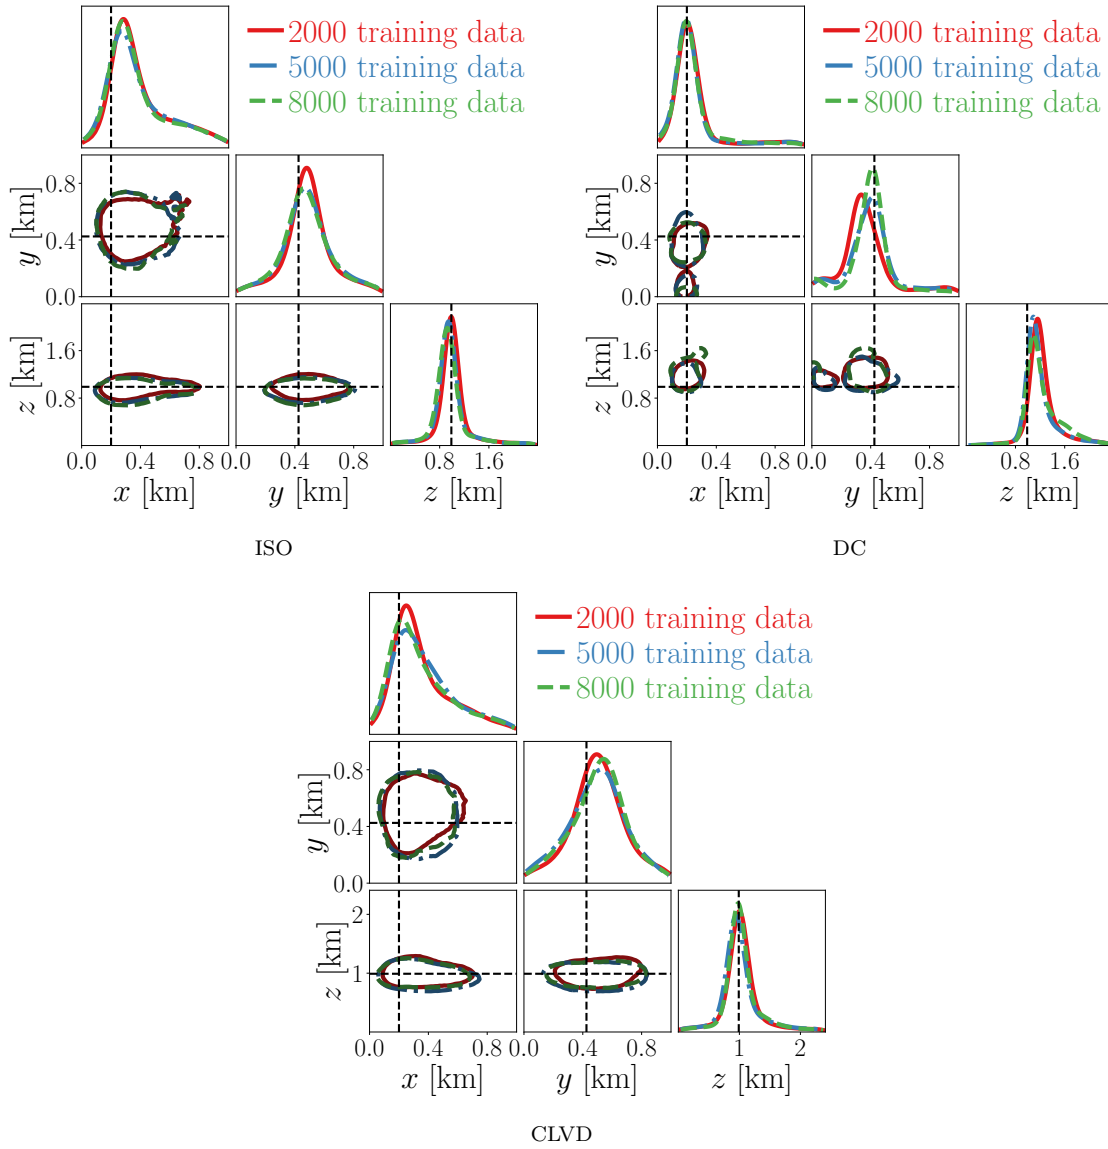 2000 training data
5000 training data
8000 training data
y [km]
0.8
0.4
0.0
z [km]
1.6
0.8
0.0 0.4 0.8 0.0 0.4 0.8 0.8 1.6
x [km] y [km] z [km]
ISO
2000 training data
5000 training data
8000 training data
y [km]
0.8
0.4
0.0
z [km]
1.6
0.8
0.0 0.4 0.8 0.0 0.4 0.8 0.8 1.6
x [km] y [km] z [km]
DC
2000 training data
5000 training data
8000 training data
y [km]
0.8
0.4
0.0
z [km]
2
1
0.0 0.4 0.8 0.0 0.4 0.8 1 2
x [km] y [km] z [km]
CLVD